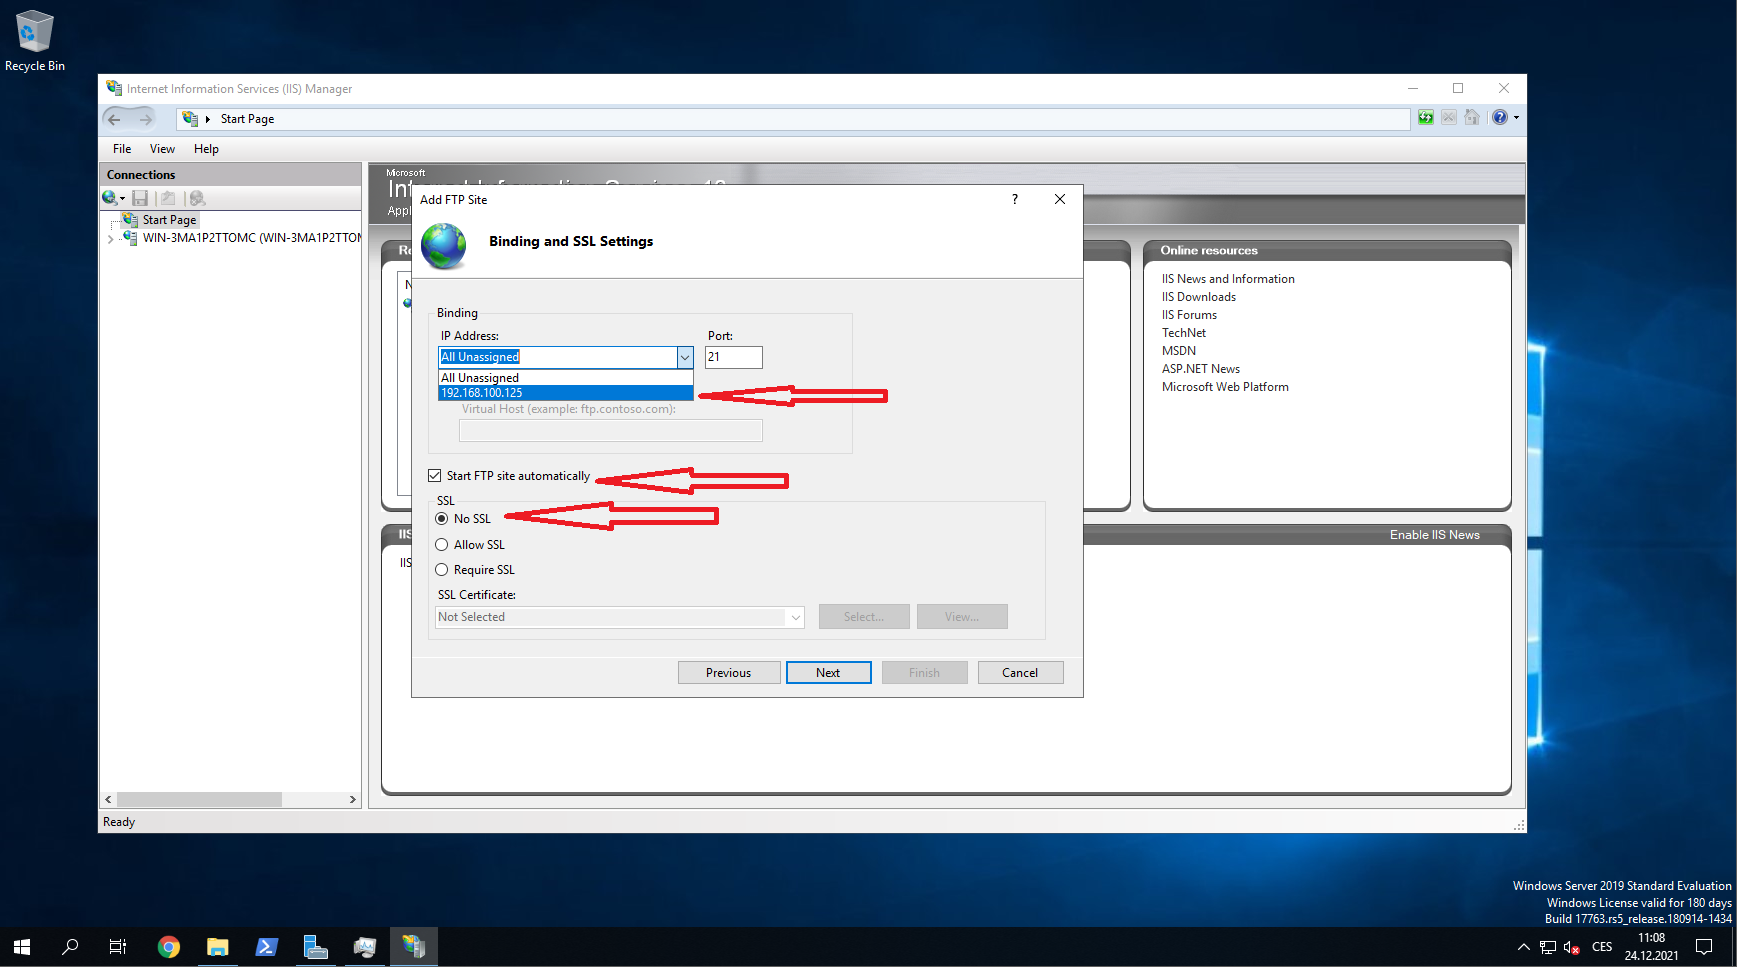 Recycle Bin
Internet Information Services (IIS) Manager
Start Page
File View Help
Connections
Start Page
WIN-3MA1P2TTOMC (WIN-3MA1P2TTOM
Microsoft
Appl
Add FTP Site
?
Binding and SSL Settings
Binding
IP Address:
Port:
All Unassigned
21
All Unassigned
192.168.100.125
Virtual Host (example: ftp.contoso.com):
Start FTP site automatically
SSL
No SSL
Allow SSL
Require SSL
SSL Certificate:
Not Selected
Select...
View...
Previous
Next
Finish
Cancel
Online resources
IIS News and Information
IIS Downloads
IIS Forums
TechNet
MSDN
ASP.NET News
Microsoft Web Platform
Enable IIS News
IIS
Ready
Windows Server 2019 Standard Evaluation
Windows License valid for 180 days
Build 17763.rs5_release.180914-1434
CES
11:08
24.12.2021